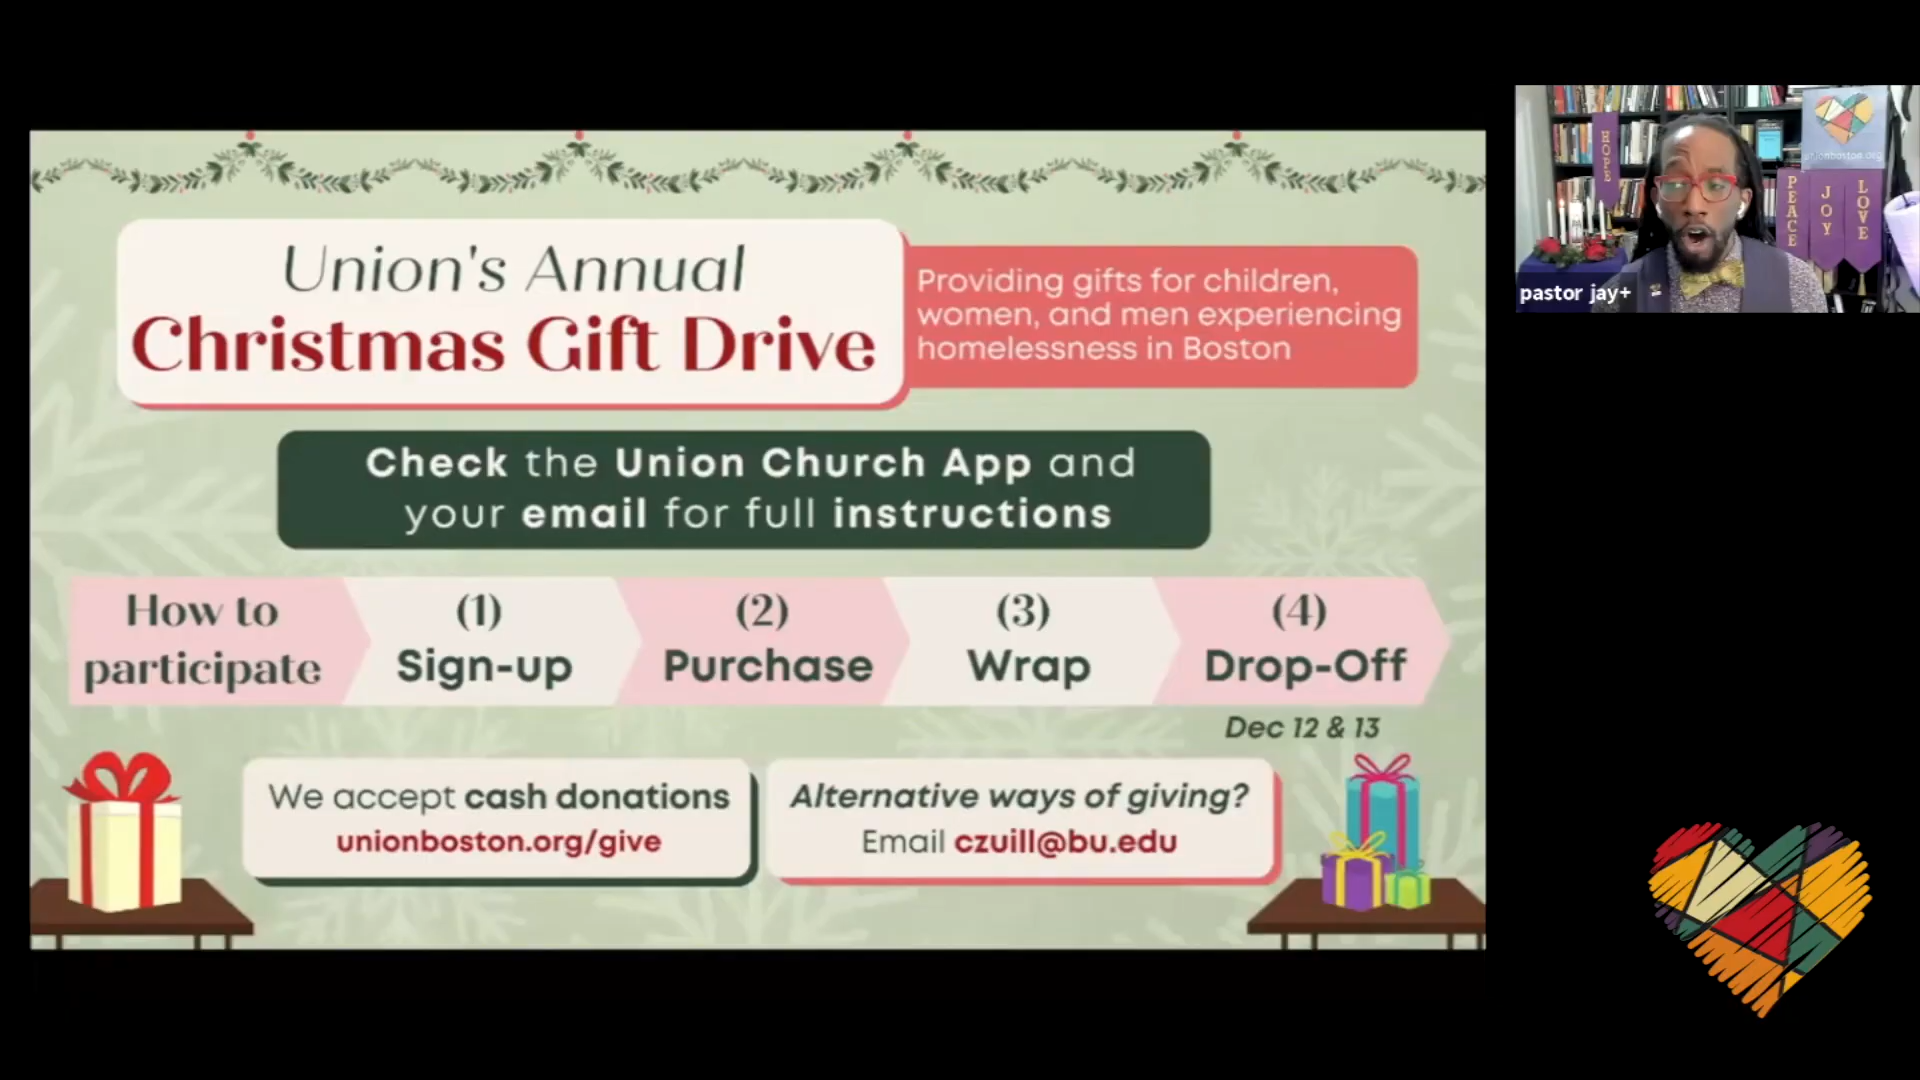 Union's Annual
Christmas Gift Drive
Providing gifts for children,
women, and men experiencing
homelessness in Boston
Check the Union Church App and
your email for full instructions
How to
participate
(1)
Sign-up
(2)
Purchase
(3)
Wrap
(4)
Drop-Off
Dec 12 & 13
We accept cash donations
unionboston.org/give
Alternative ways of giving?
Email czuill@bu.edu
HOPE
unionboston.org
PEACE
JOY
LOVE
pastor jay+